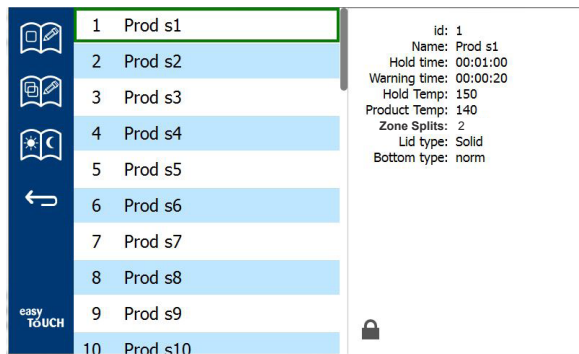 1 Prod s1
2 Prod s2
3 Prod s3
4 Prod s4
5 Prod s5
6 Prod s6
7 Prod s7
8 Prod s8
9 Prod s9
10 Prod s10
easy
TOUCH
id: 1
Name: Prod s1
Hold time: 00:01:00
Warning time: 00:00:20
Hold Temp: 150
Product Temp: 140
Zone Splits: 2
Lid type: Solid
Bottom type: norm